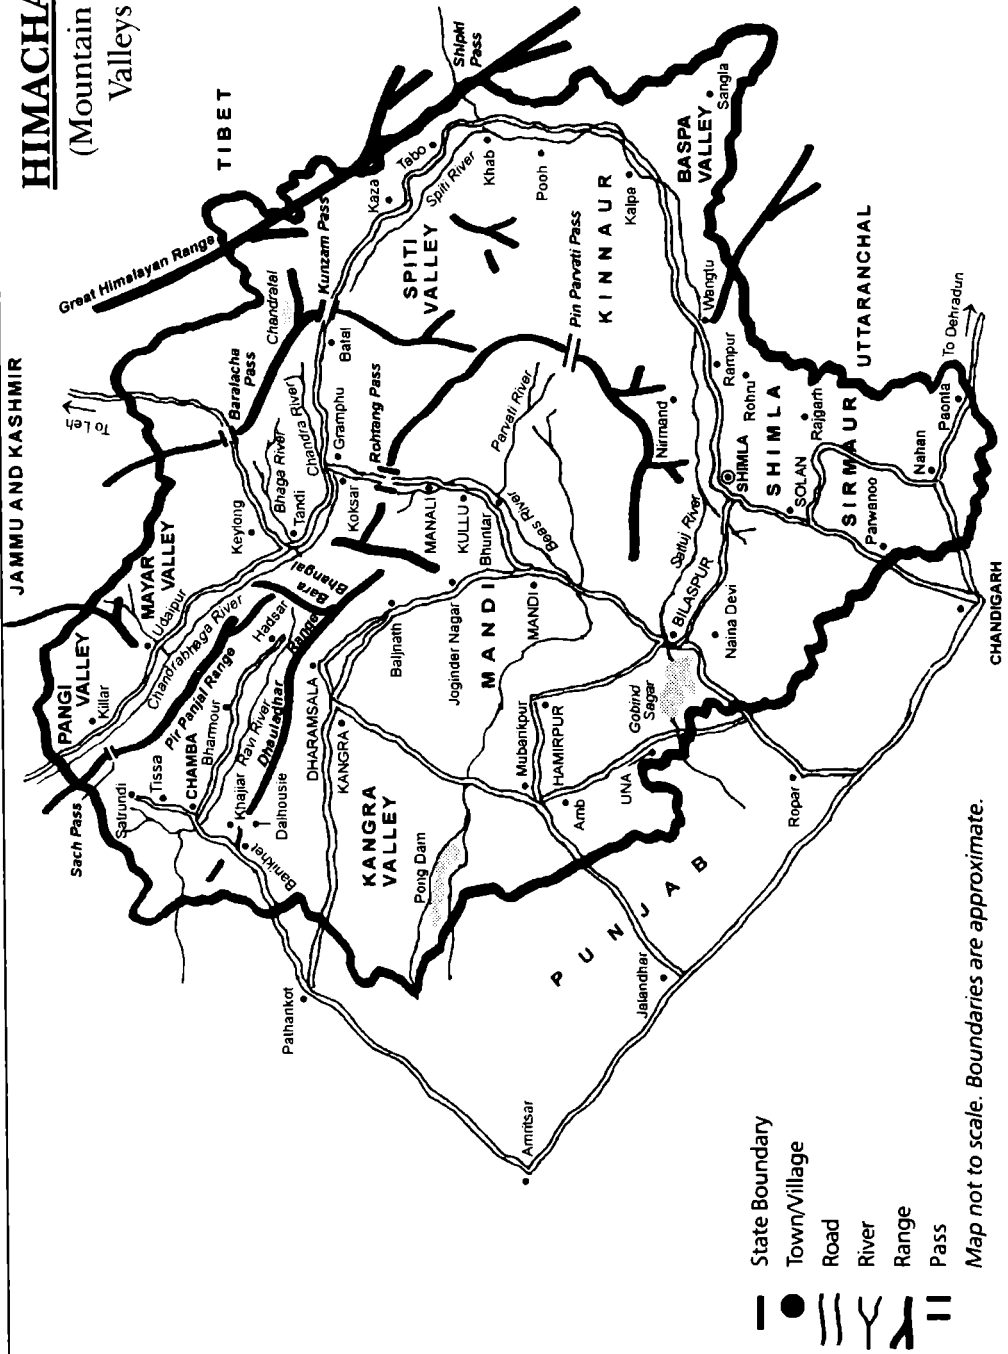 HIMACHA
(Mountain
Valleys
JAMMU AND KASHMIR
TIBET
Great Himalayan Range
Shipki
Pass
To Leh
Baralacha
Pass
Chandratal
Kunzam Pass
Kaza
Tabo
Spiti River
Khab
Pooh
SPITI
VALLEY
Batal
Gramphu
Chandra River
Bhaga River
Tandi
Keylong
Koksar
Rohtang Pass
Pin Parvati Pass
KINNAUR
Kalpa
BASPA
VALLEY
Sangla
Wangtu
UTTARANCHAL
PANGI
VALLEY
Killar
MAYAR
VALLEY
Udaipur
Chandrabhaga River
Sach Pass
Satrundi
Tissa
CHAMBA
Pir Panjal Range
Bharmour
Hadsar
Bara
Bhangal
Ravi River
Khajiar
Dhauladhar
Range
Dalhousie
Banikhet
DHARAMSALA
KANGRA
Baijnath
KANGRA
VALLEY
Pong Dam
Pathankot
MANALI
KULLU
Bhuntar
Parvati River
Beas River
Joginder Nagar
MANDI
MANDI
Nirmand
Rampur
Rohru
SHIMLA
SHIMLA
Satluj River
BILASPUR
Naina Devi
SOLAN
Rajgarh
SIRMAUR
Parwanoo
Nahan
Paonta
To Dehradun
Gobind
Sagar
Mubarikpur
HAMIRPUR
UNA
Amb
Ropar
CHANDIGARH
PUNJAB
Jalandhar
Amritsar
State Boundary
Town/Village
Road
River
Range
Pass
Map not to scale. Boundaries are approximate.